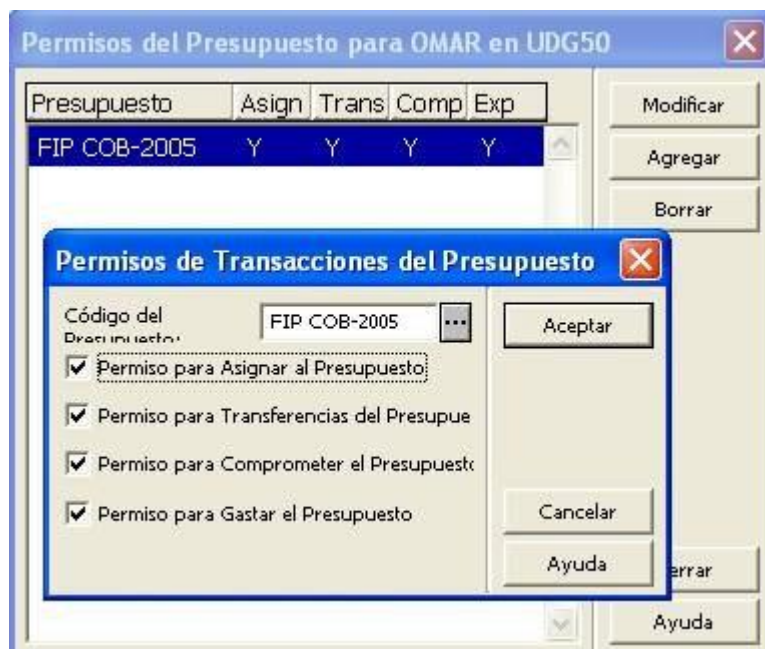 Permisos del Presupuesto para OMAR en UDG50
Presupuesto Asign Trans Comp Exp
FIP COB-2005 Y Y Y Y
Modificar
Agregar
Borrar
Permisos de Transacciones del Presupuesto
Código del
Presupuesto:
FIP COB-2005 ...
Permiso para Asignar al Presupuesto
Permiso para Transferencias del Presupue
Permiso para Comprometer el Presupuesto
Permiso para Gastar el Presupuesto
Aceptar
Cancelar
Ayuda
errar
Ayuda